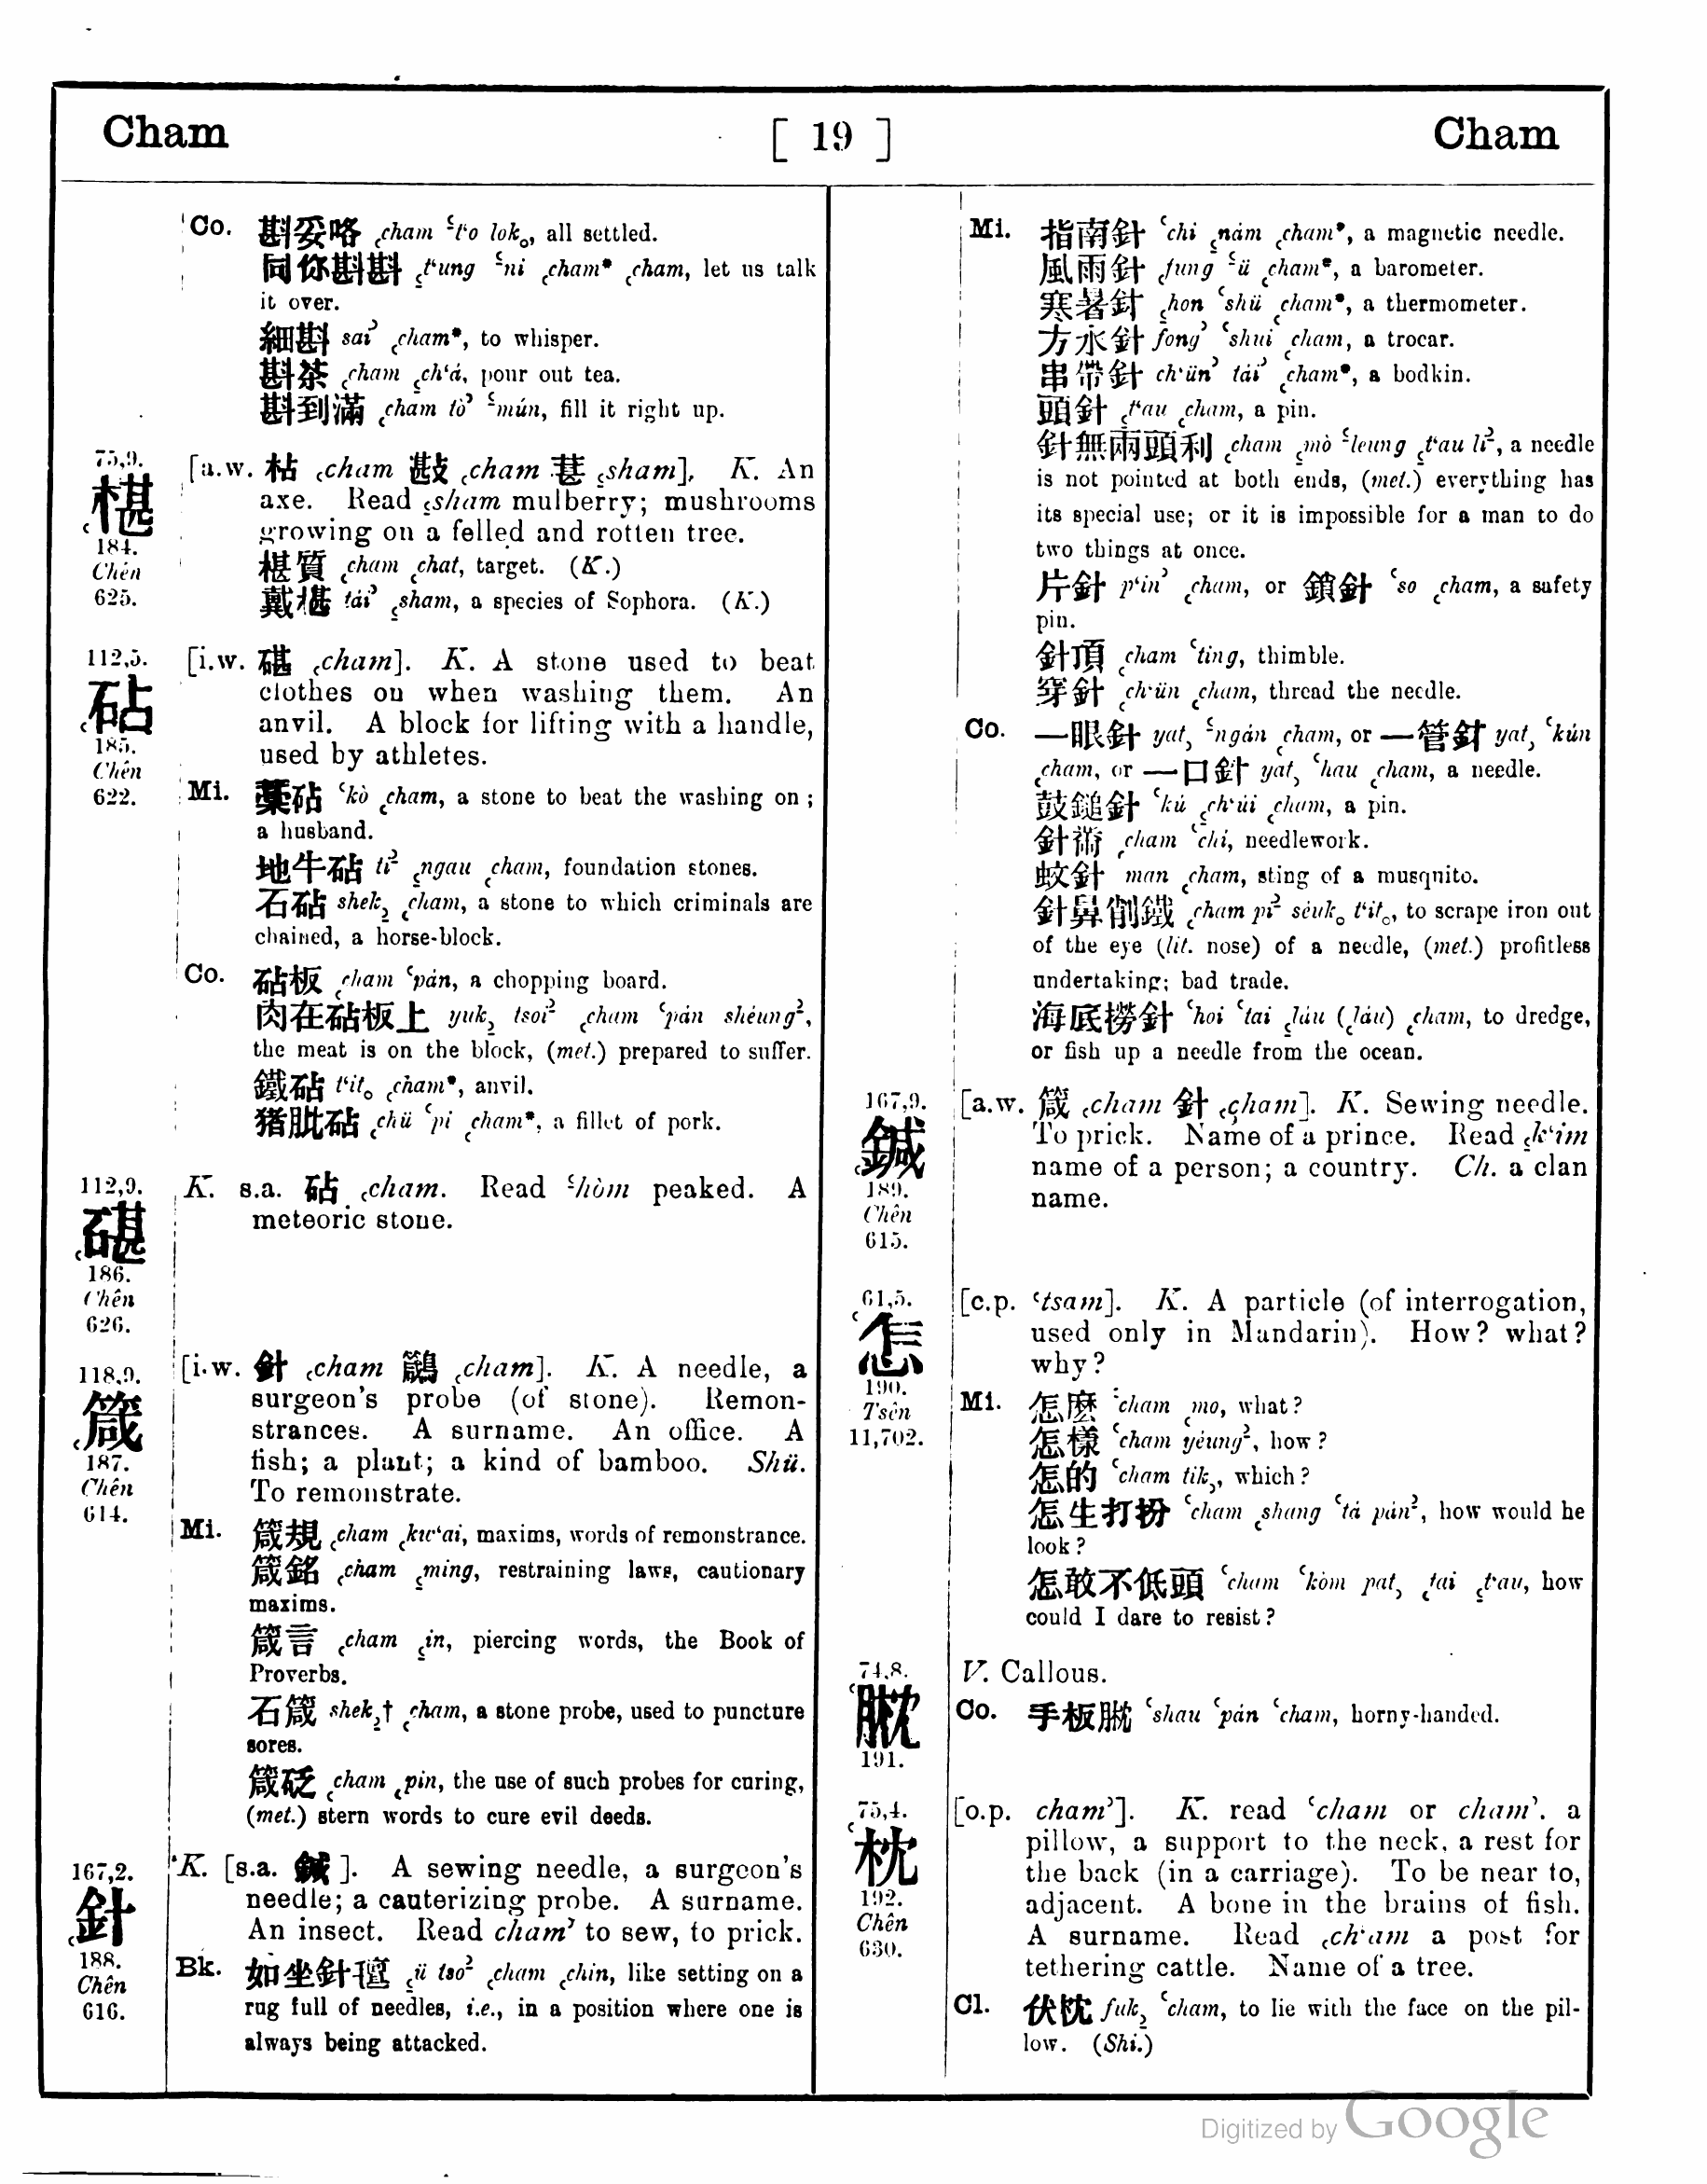 Cham [ 19 ] Cham
Co. 斟妥咯 ꜀cham ꜂t‘o lokₒ, all settled.
同你斟斟 ꜁t‘ung ꜃ni ꜀cham* ꜀cham, let us talk
it over.
細斟 sai꜄ ꜀cham*, to whisper.
斟茶 ꜀cham ꜁ch‘á, pour out tea.
斟到滿 ꜀cham tò꜄ ꜃mún, fill it right up.
75,9.
椹
184.
Chên
625.
[a.w. 枮 ꜀cham 㪛 ꜀cham 葚 ꜁sham]. K. An
axe. Read ꜁sham mulberry; mushrooms
growing on a felled and rotten tree.
椹質 ꜀cham ꜀chat, target. (K.)
戴椹 tái꜄ ꜁sham, a species of Sophora. (K.)
112,5.
砧
185.
Chên
622.
[i.w. 碪 ꜀cham]. K. A stone used to beat
clothes on when washing them. An
anvil. A block for lifting with a handle,
used by athletes.
Mi. 藁砧 ꜂kò ꜀cham, a stone to beat the washing on;
a husband.
地牛砧 ti꜅ ꜁ngau ꜀cham, foundation stones.
石砧 shek꜇ ꜀cham, a stone to which criminals are
chained, a horse-block.
Co. 砧板 ꜀cham ꜂pán, a chopping board.
肉在砧板上 yuk꜇ tsoi꜅ ꜀cham ꜂pán shéung꜅,
the meat is on the block, (met.) prepared to suffer.
鐵砧 t‘itₒ ꜀cham*, anvil.
猪肶砧 ꜀chü ꜂pi ꜀cham*, a fillet of pork.
112,9.
碪
186.
Chên
626.
K. s.a. 砧 ꜀cham. Read ꜃hòm peaked. A
meteoric stone.
118,9.
箴
187.
Chên
614.
[i.w. 針 ꜀cham 鷏 ꜀cham]. K. A needle, a
surgeon's probe (of stone). Remon-
strances. A surname. An office. A
fish; a plant; a kind of bamboo. Shü.
To remonstrate.
Mi. 箴規 ꜀cham ꜀kw‘ai, maxims, words of remonstrance.
箴銘 ꜀cham ꜁ming, restraining laws, cautionary
maxims.
箴言 ꜀cham ꜁in, piercing words, the Book of
Proverbs.
石箴 shek꜇† ꜀cham, a stone probe, used to puncture
sores.
箴砭 ꜀cham ꜀pin, the use of such probes for curing,
(met.) stern words to cure evil deeds.
167,2.
針
188.
Chên
616.
K. [s.a. 鍼 ]. A sewing needle, a surgeon's
needle; a cauterizing probe. A surname.
An insect. Read cham꜄ to sew, to prick.
Bk. 如坐針氈 ꜁ü tso꜅ ꜀cham ꜀chin, like setting on a
rug full of needles, i.e., in a position where one is
always being attacked.
Mi. 指南針 ꜂chi ꜁nám ꜀cham*, a magnetic needle.
風雨針 ꜀fung ꜃ü ꜀cham*, a barometer.
寒暑針 ꜁hon ꜂shü ꜀cham*, a thermometer.
方水針 fong꜄ ꜂shui ꜀cham, a trocar.
串帶針 ch‘ün꜄ tái꜄ ꜀cham*, a bodkin.
頭針 ꜁t‘au ꜀cham, a pin.
針無兩頭利 ꜀cham ꜁mò ꜃leung ꜁t‘au li꜅, a needle
is not pointed at both ends, (met.) everything has
its special use; or it is impossible for a man to do
two things at once.
片針 p‘in꜄ ꜀cham, or 鎖針 ꜂so ꜀cham, a safety
pin.
針頂 ꜀cham ꜂ting, thimble.
穿針 ꜀ch‘ün ꜀cham, thread the needle.
Co. 一眼針 yat꜆ ꜃ngán ꜀cham, or 一管針 yat꜆ ꜂kún
꜀cham, or 一口針 yat꜆ ꜂hau ꜀cham, a needle.
鼓鎚針 ꜂kú ꜁ch‘úi ꜀cham, a pin.
針黹 ꜀cham ꜂chí, needlework.
蚊針 man ꜀cham, sting of a musqnito.
針鼻削鐵 ꜀cham pi꜅ séukₒ t‘itₒ, to scrape iron out
of the eye (lit. nose) of a needle, (met.) profitless
undertaking; bad trade.
海底撈針 ꜂hoi ꜂tai ꜁láu (꜀láu) ꜀cham, to dredge,
or fish up a needle from the ocean.
167,9.
鍼
189.
Chên
615.
[a.w. 箴 ꜀cham 針 ꜀cham]. K. Sewing needle.
To prick. Name of a prince. Read ꜁k‘im
name of a person; a country. Ch. a clan
name.
61,5.
怎
190.
Tsên
11,702.
[c.p. ꜂tsam]. K. A particle (of interrogation,
used only in Mandarin). How? what?
why?
Mi. 怎麽 ꜂cham ꜀mo, what?
怎樣 ꜂cham yéung꜅, how?
怎的 ꜂cham tik꜆, which?
怎生打扮 ꜂cham ꜀shang ꜂tá pán꜅, how would he
look?
怎敢不低頭 ꜂cham ꜂kòm pat꜆ ꜀tai ꜁t‘au, how
could I dare to resist?
74,8.
191.
V. Callous.
Co. 手板 ꜂shau ꜂pán ꜂cham, horny-handed.
75,4.
枕
192.
Chên
630.
[o.p. cham꜄]. K. read ꜂cham or cham꜄. a
pillow, a support to the neck, a rest for
the back (in a carriage). To be near to,
adjacent. A bone in the brains of fish.
A surname. Read ꜀ch‘am a post for
tethering cattle. Name of a tree.
Cl. 伏枕 fuk꜇ ꜂cham, to lie with the face on the pil-
low. (Shi.)
Digitized by Google